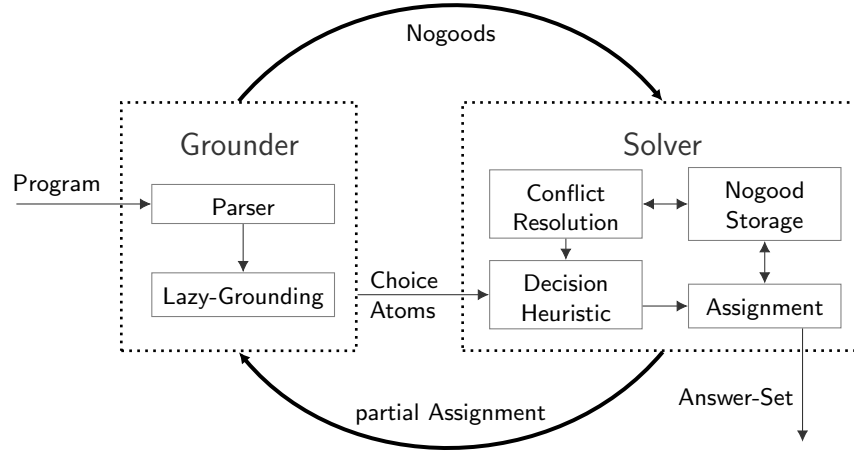 Nogoods
Grounder
Solver
Program
Parser
Lazy-Grounding
Choice
Atoms
Conflict
Resolution
Nogood
Storage
Decision
Heuristic
Assignment
partial Assignment
Answer-Set